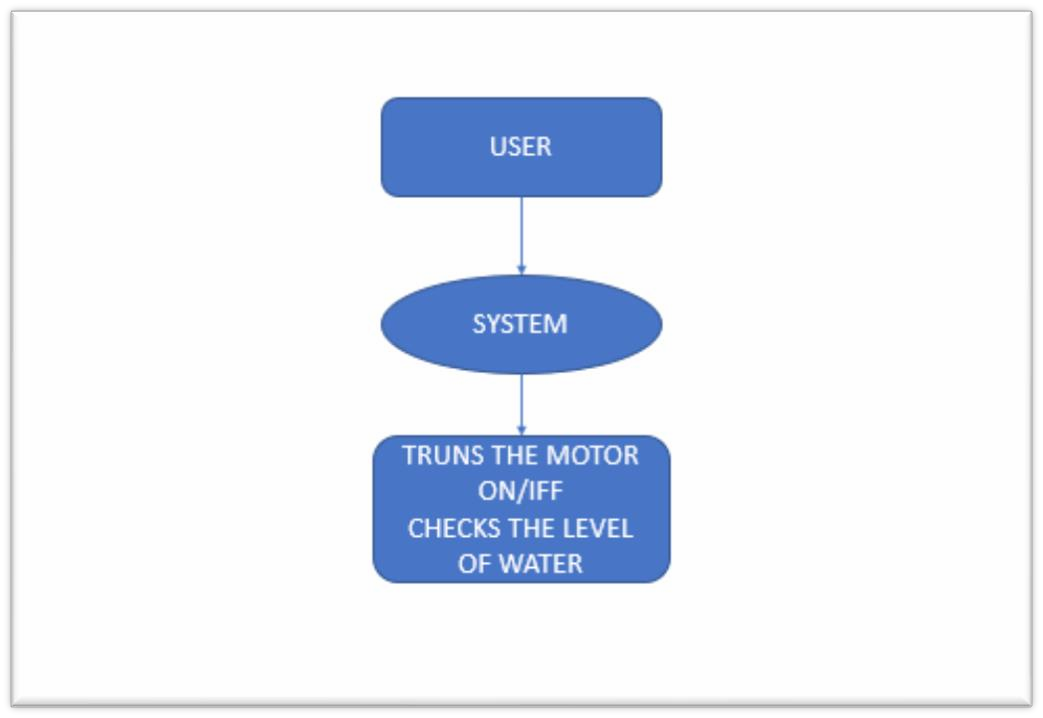 USER
SYSTEM
TRUNS THE MOTOR
ON/IFF
CHECKS THE LEVEL
OF WATER